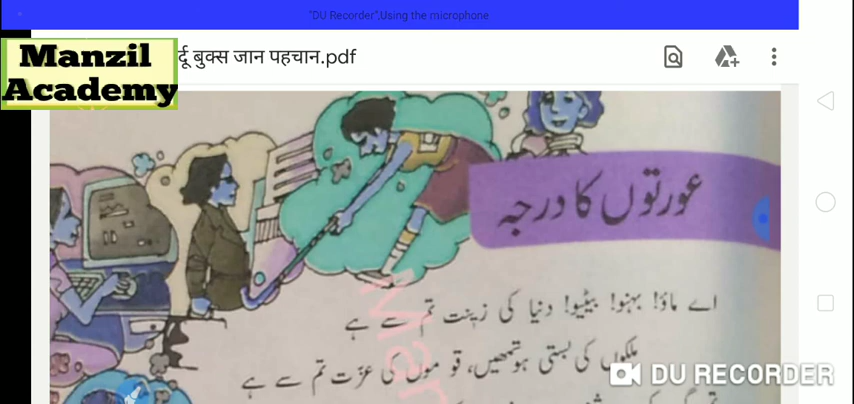 "DU Recorder",Using the microphone
Manzil
Academy
र्दू बुक्स जान पहचान.pdf
عورتوں کا درجہ
اے ماؤ! بہنو! بیٹیو! دنیا کی زینت تم سے ہے
ملکوں کی بستی ہو تمھیں، قوموں کی عزّت تم سے ہے
DU RECORDER